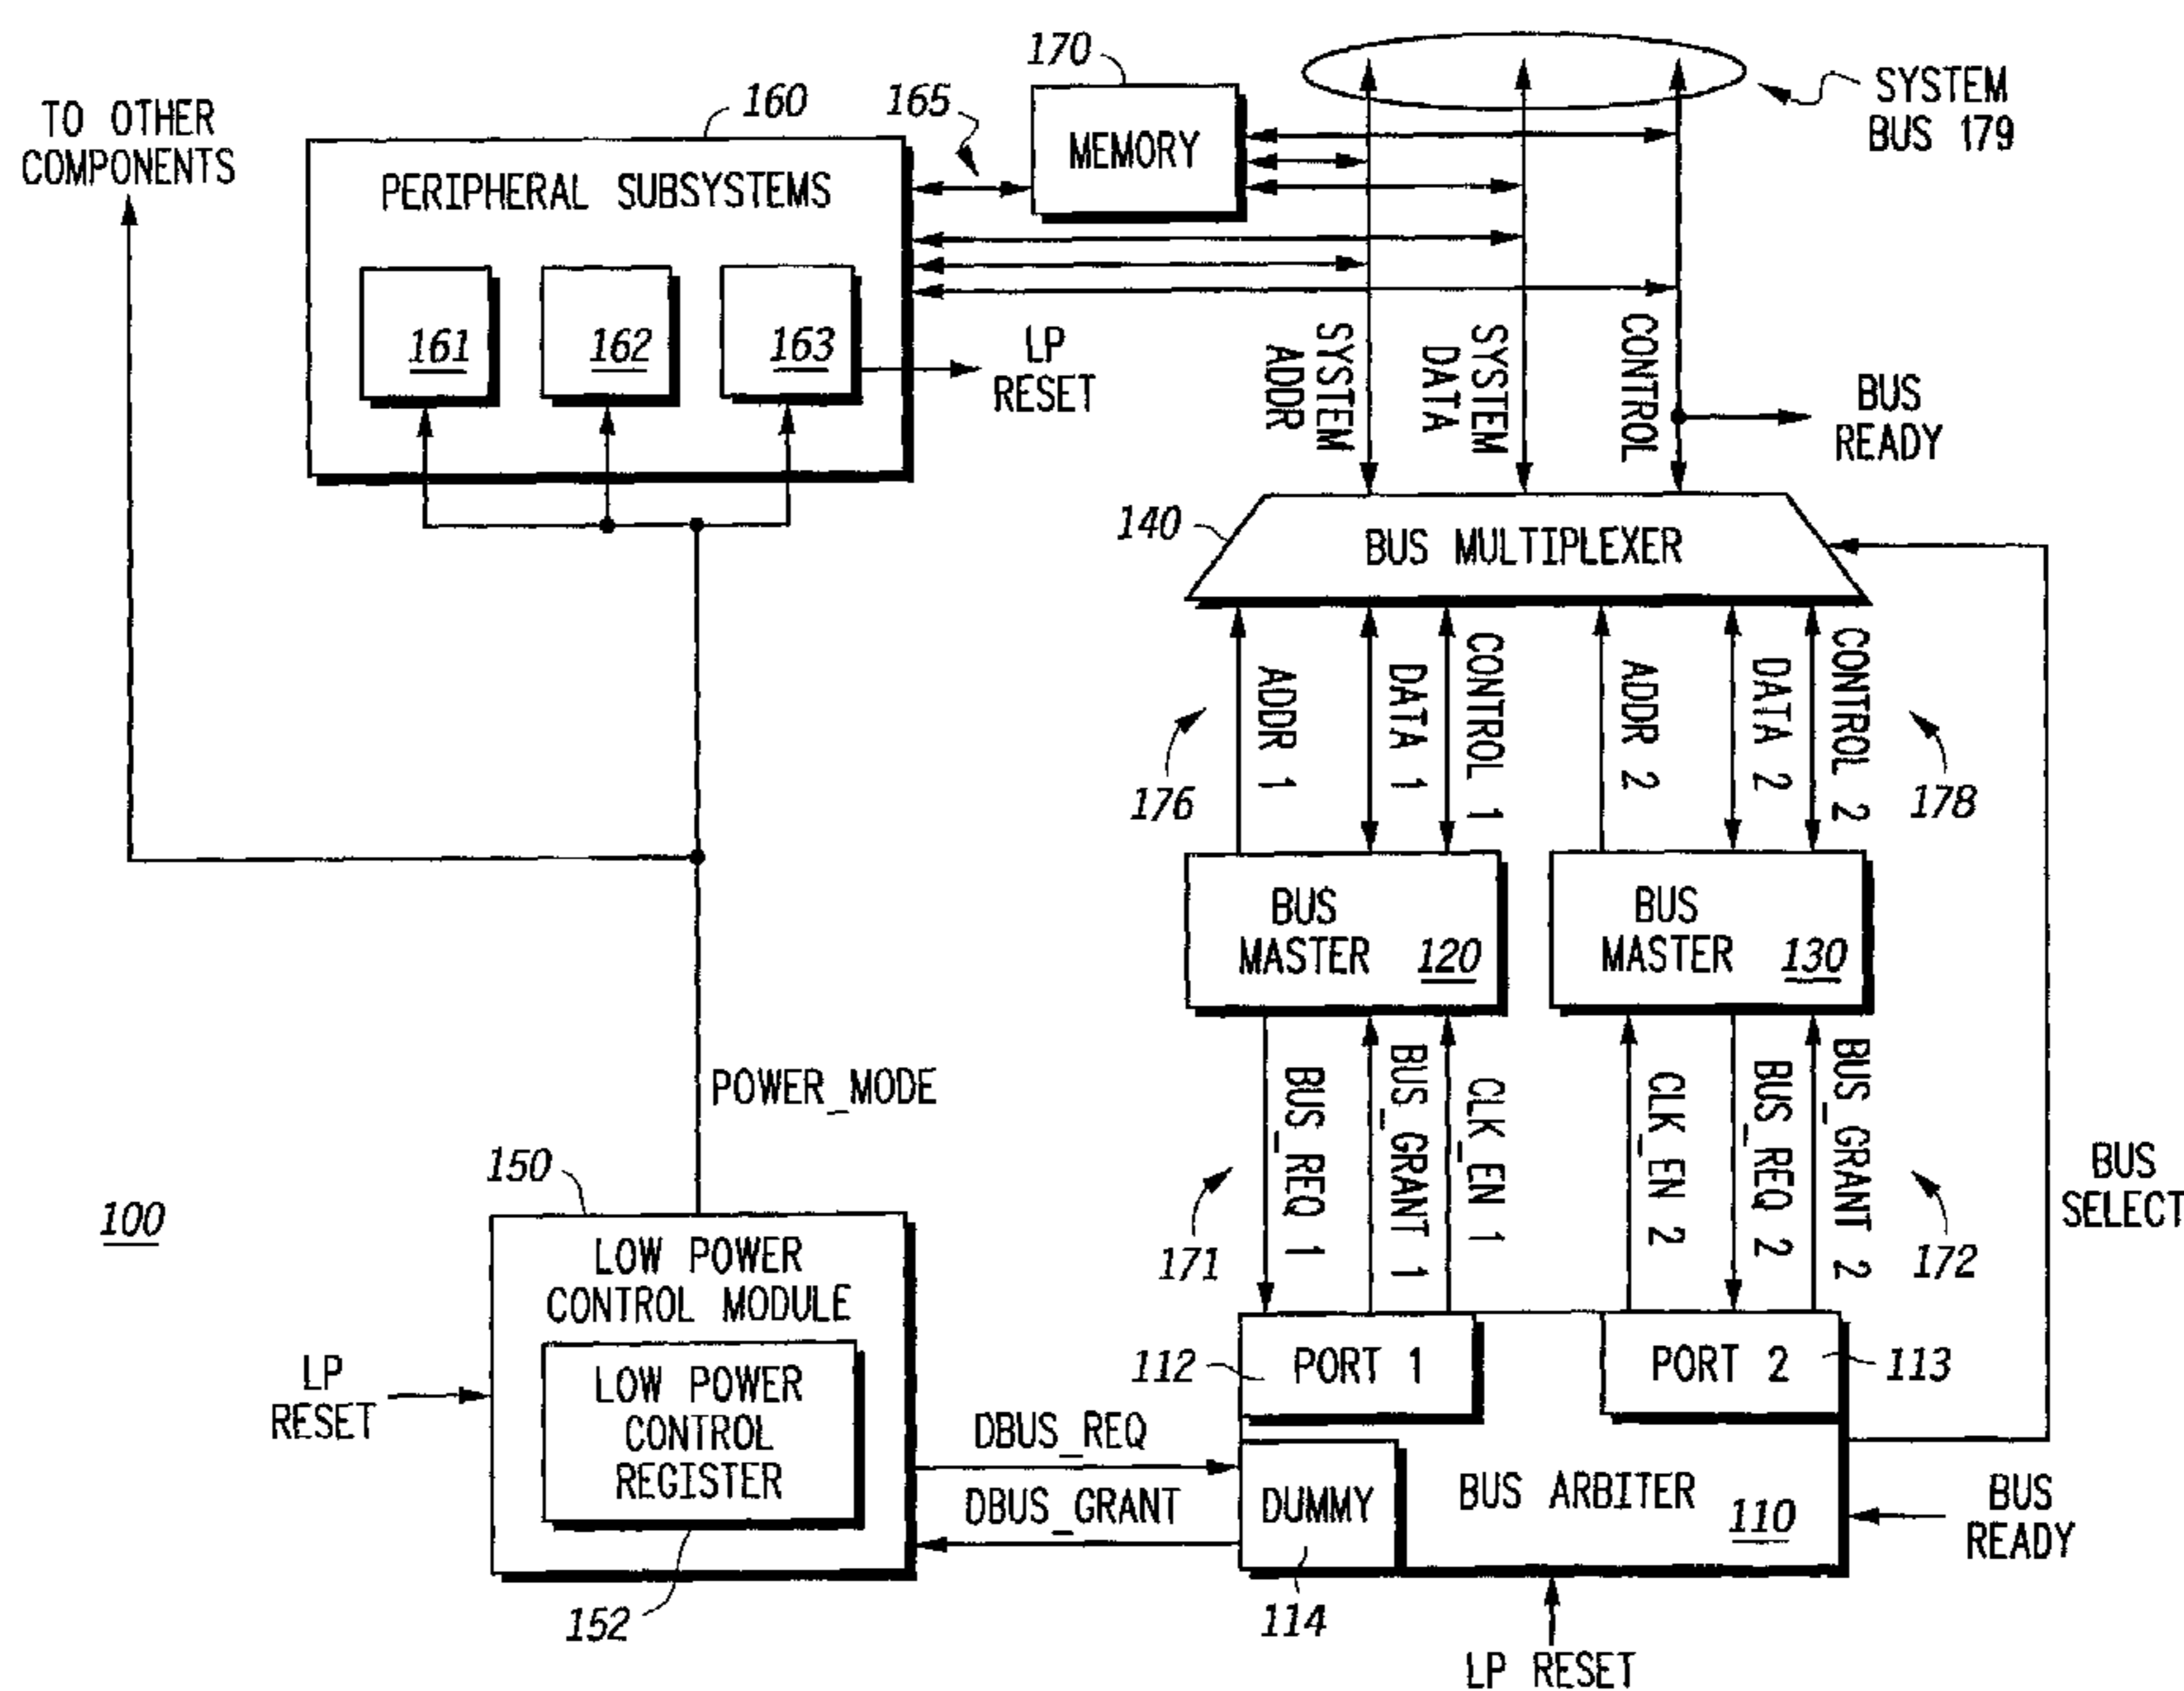 TO OTHER
COMPONENTS
160
PERIPHERAL SUBSYSTEMS
161
162
163
165
170
MEMORY
SYSTEM
BUS 179
LP
RESET
SYSTEM
ADDR
SYSTEM
DATA
CONTROL
BUS
READY
140
BUS MULTIPLEXER
176
ADDR 1
DATA 1
CONTROL 1
ADDR 2
DATA 2
CONTROL 2
178
BUS
MASTER 120
BUS
MASTER 130
POWER_MODE
171
BUS_REQ 1
BUS_GRANT 1
CLK_EN 1
CLK_EN 2
BUS_REQ 2
BUS_GRANT 2
172
BUS
SELECT
100
150
LOW POWER
CONTROL MODULE
LOW POWER
CONTROL
REGISTER
152
LP
RESET
DBUS_REQ
DBUS_GRANT
112
PORT 1
PORT 2
113
DUMMY
114
BUS ARBITER
110
BUS
READY
LP RESET